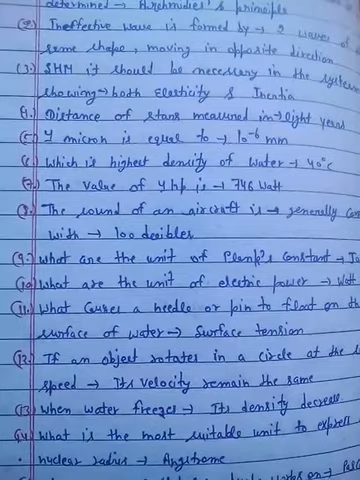 determined → Archmidies's principle
(2.) Ineffective wave is formed by → 2 waves of
same shape, moving in opposite direction
(3.) SHM it should be necessary in the system
showing → both Elasticity & Inertia
(4.) Distance of stars measured in → light years
(5.) 1 micron is equal to → 10⁻⁶ mm
(6.) which is highest density of water → 4°C
(7.) The value of 1 hp is → 746 watt
(8.) The sound of an aircraft is → generally
with → 100 decibles
(9.) what are the unit of Plank's constant →
(10.) what are the unit of electric power → Watt
(11.) what causes a needle or pin to float on the
surface of water → Surface tension
(12.) If an object rotates in a circle at the
speed → Its velocity remain the same
(13.) When water freezes → Its density decrease
(14.) what is the most suitable unit to express
nuclear radius → Angstrome